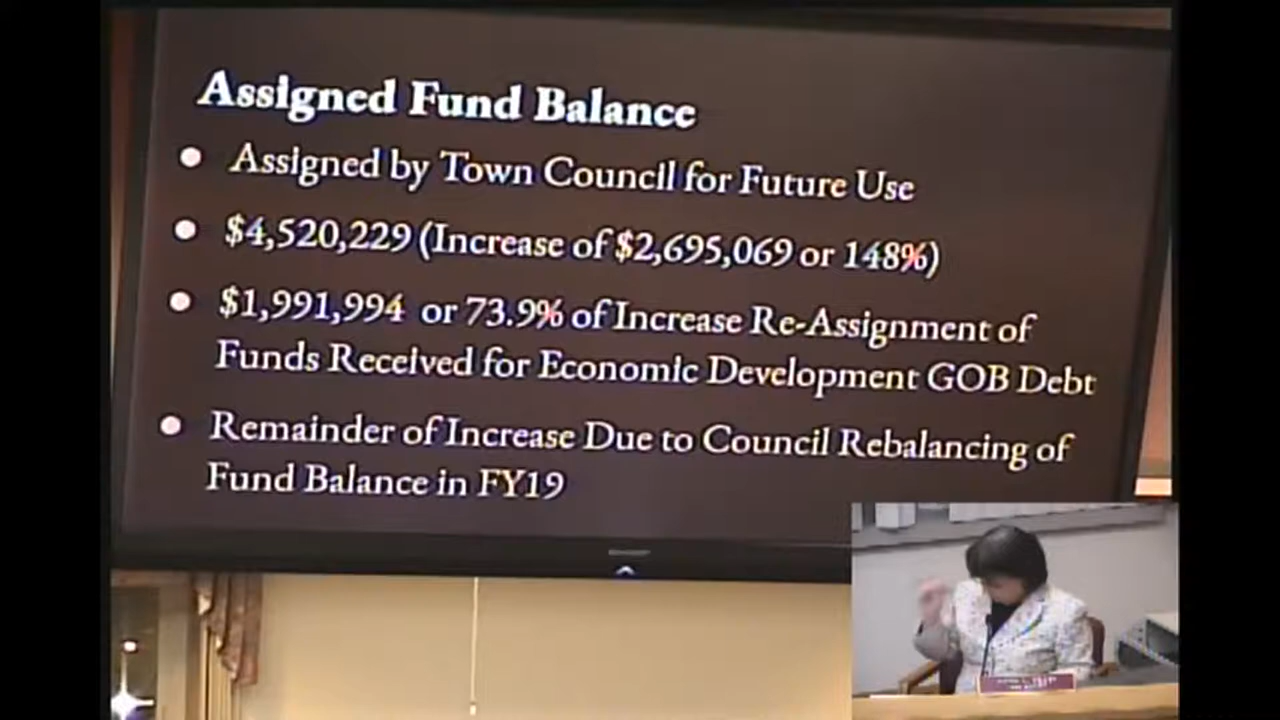 Assigned Fund Balance
Assigned by Town Council for Future Use
$4,520,229 (Increase of $2,695,069 or 148%)
$1,991,994 or 73.9% of Increase Re-Assignment of
Funds Received for Economic Development GOB Debt
Remainder of Increase Due to Council Rebalancing of
Fund Balance in FY19